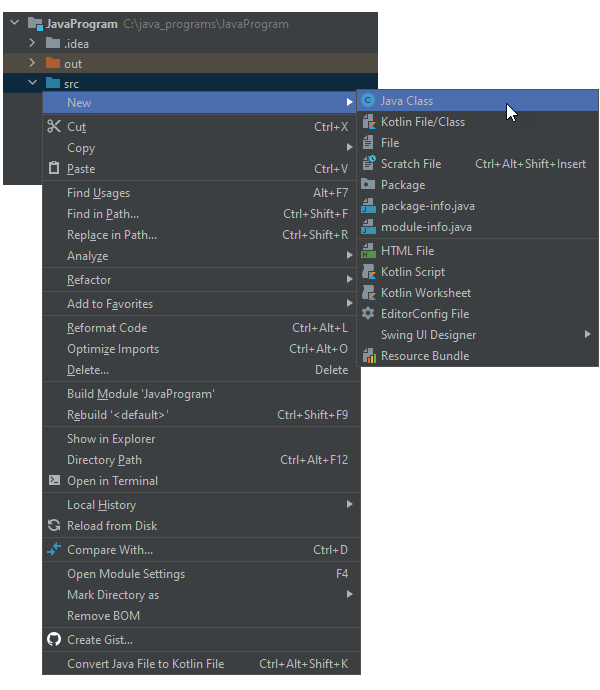 JavaProgram C:\java_programs\JavaProgram
.idea
out
src
New
Cut Ctrl+X
Copy
Paste Ctrl+V
Find Usages Alt+F7
Find in Path... Ctrl+Shift+F
Replace in Path... Ctrl+Shift+R
Analyze
Refactor
Add to Favorites
Reformat Code Ctrl+Alt+L
Optimize Imports Ctrl+Alt+O
Delete... Delete
Build Module 'JavaProgram'
Rebuild '<default>' Ctrl+Shift+F9
Show in Explorer
Directory Path Ctrl+Alt+F12
Open in Terminal
Local History
Reload from Disk
Compare With... Ctrl+D
Open Module Settings F4
Mark Directory as
Remove BOM
Create Gist...
Convert Java File to Kotlin File Ctrl+Alt+Shift+K
Java Class
Kotlin File/Class
File
Scratch File Ctrl+Alt+Shift+Insert
Package
package-info.java
module-info.java
HTML File
Kotlin Script
Kotlin Worksheet
EditorConfig File
Swing UI Designer
Resource Bundle